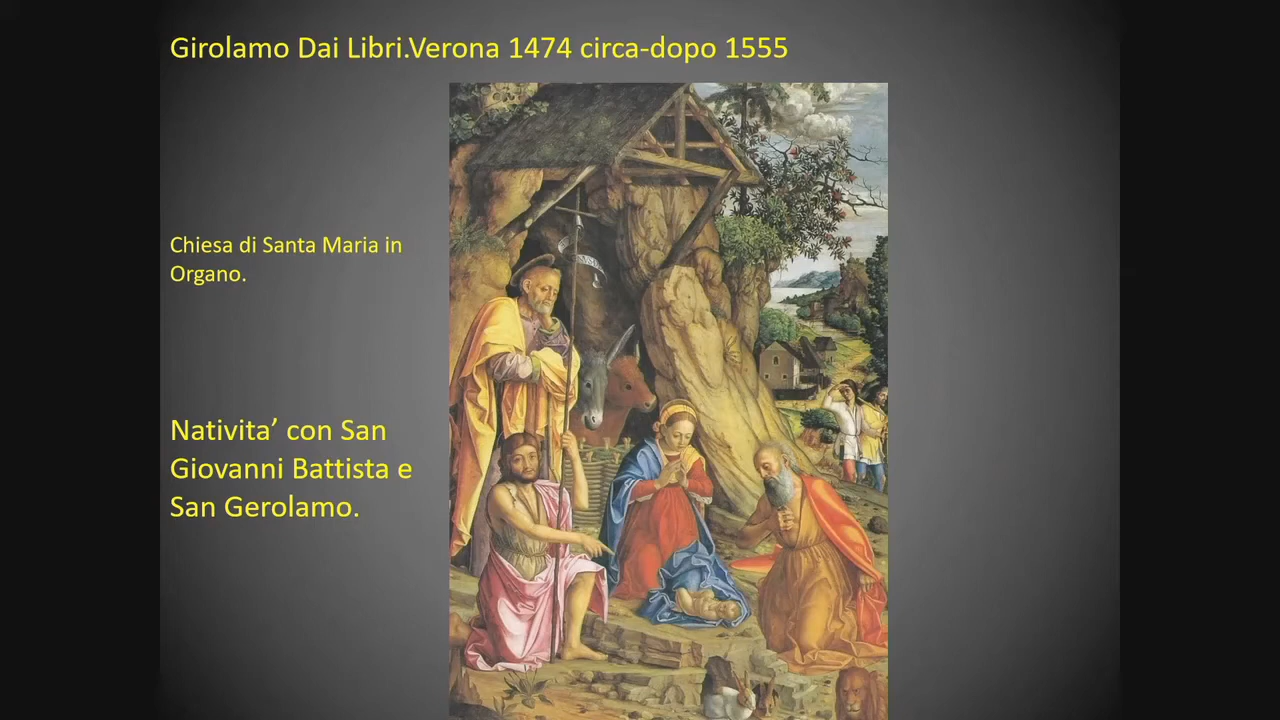 Girolamo Dai Libri.Verona 1474 circa-dopo 1555
Chiesa di Santa Maria in
Organo.
Nativita’ con San
Giovanni Battista e
San Gerolamo.